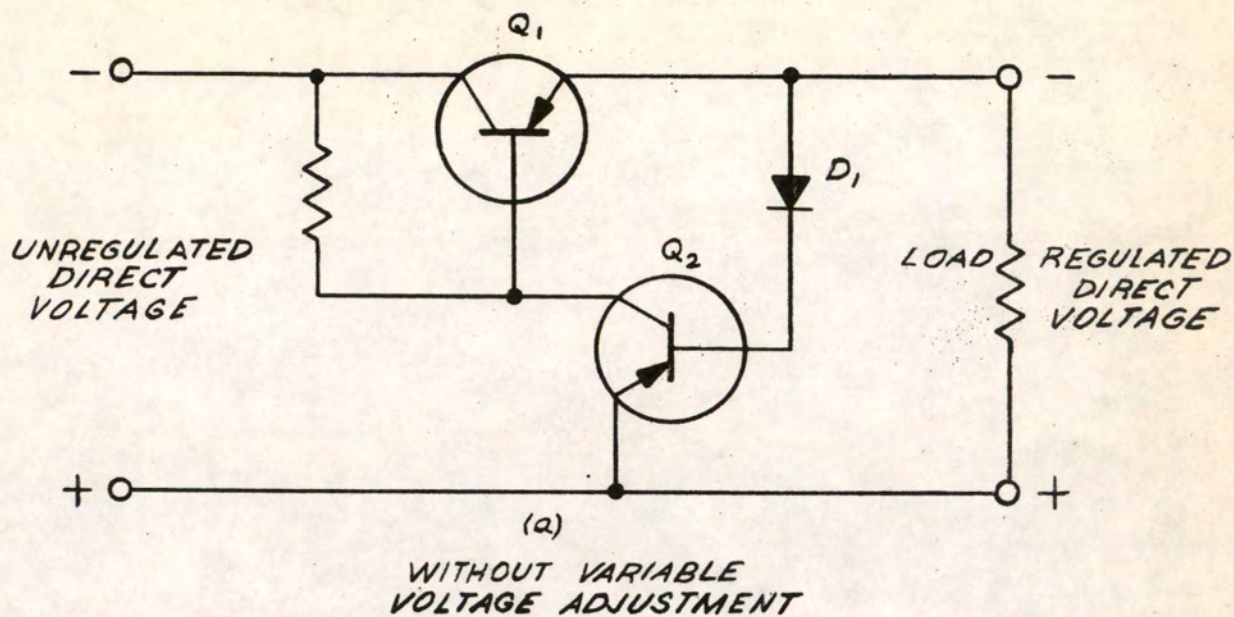 Q1
−
−
D1
UNREGULATED
DIRECT
VOLTAGE
Q2
LOAD
REGULATED
DIRECT
VOLTAGE
+
+
(a)
WITHOUT VARIABLE
VOLTAGE ADJUSTMENT